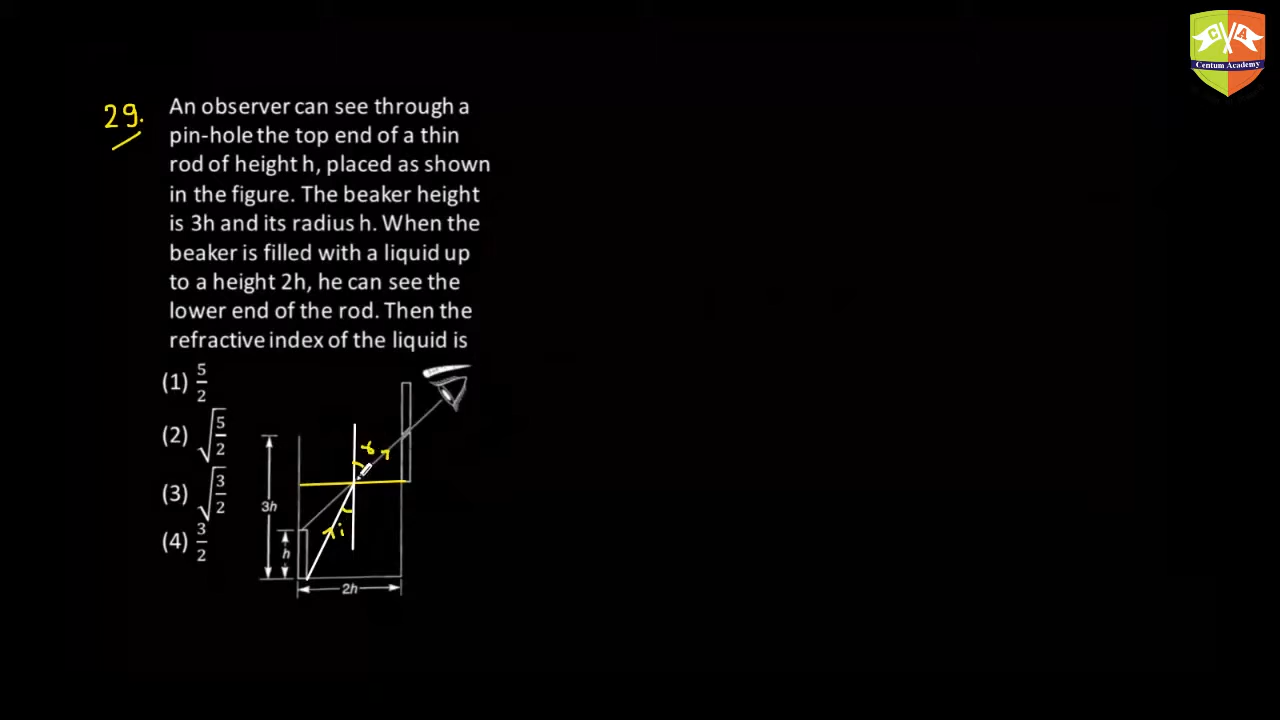 C A
Centum Academy
29.
An observer can see through a
pin-hole the top end of a thin
rod of height h, placed as shown
in the figure. The beaker height
is 3h and its radius h. When the
beaker is filled with a liquid up
to a height 2h, he can see the
lower end of the rod. Then the
refractive index of the liquid is
(1) 5/2
(2) √5/2
(3) √3/2
(4) 3/2
r
3h
i
h
2h